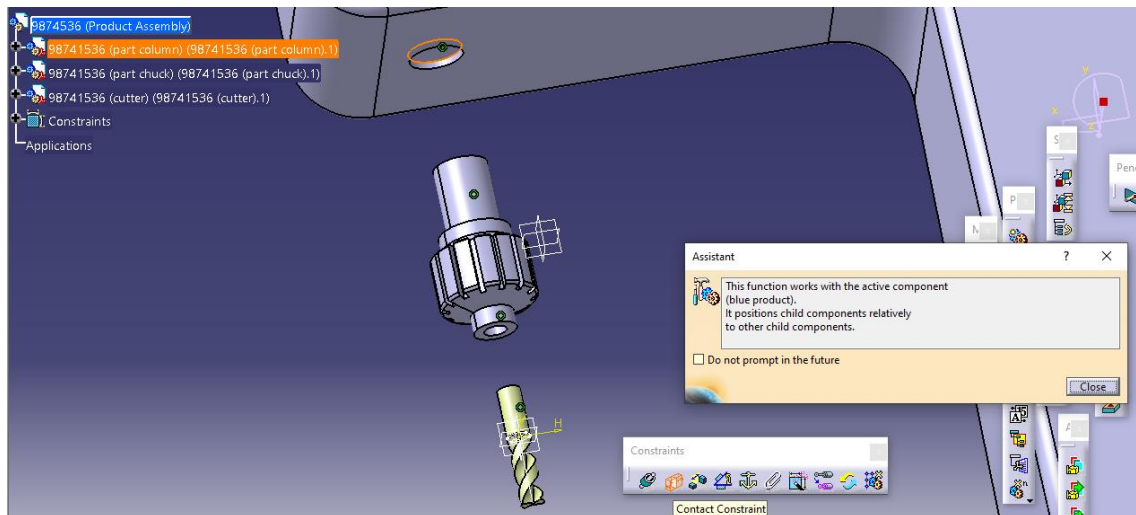 9874536 (Product Assembly)
98741536 (part column) (98741536 (part column).1)
98741536 (part chuck) (98741536 (part chuck).1)
98741536 (cutter) (98741536 (cutter).1)
Constraints
Applications
y
x
z
S
Pen
P
M
Assistant
?
This function works with the active component
(blue product).
It positions child components relatively
to other child components.
Do not prompt in the future
Close
H
Constraints
A
Contact Constraint